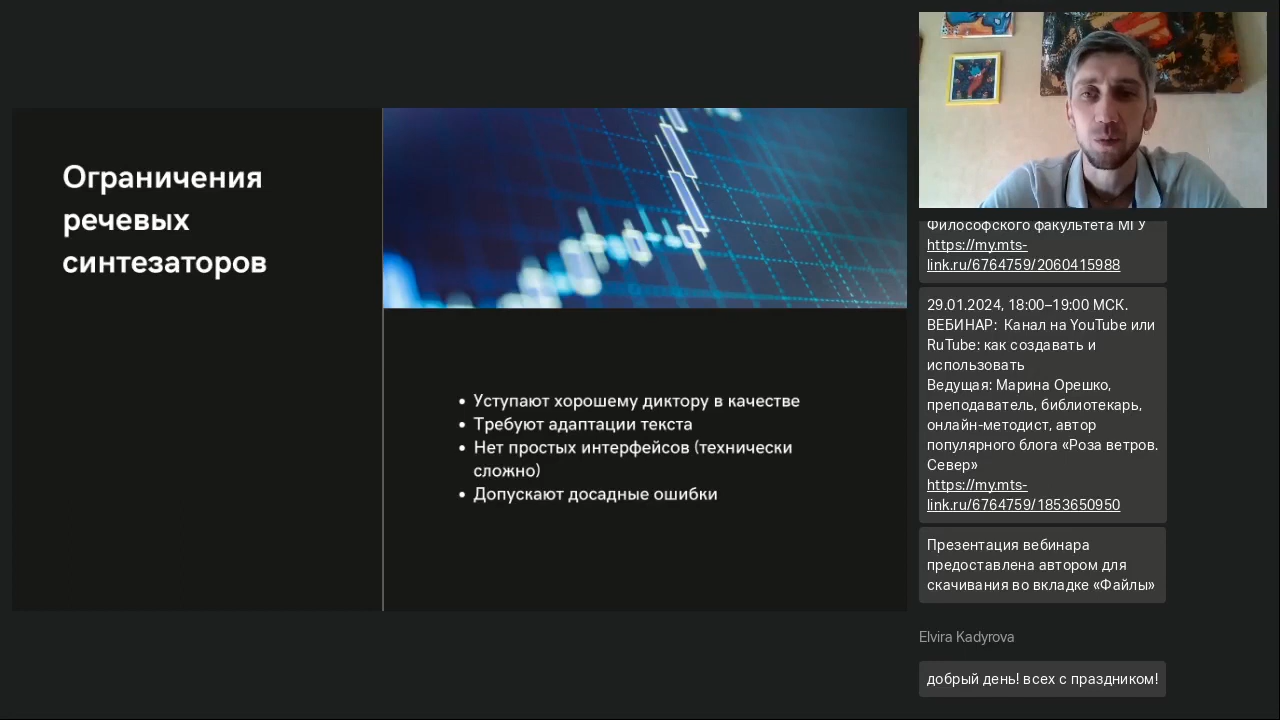 Ограничения
речевых
синтезаторов
• Уступают хорошему диктору в качестве
• Требуют адаптации текста
• Нет простых интерфейсов (технически
сложно)
• Допускают досадные ошибки
Философского факультета МГУ
https://my.mts-
link.ru/6764759/2060415988
29.01.2024, 18:00–19:00 МСК.
ВЕБИНАР: Канал на YouTube или
RuTube: как создавать и
использовать
Ведущая: Марина Орешко,
преподаватель, библиотекарь,
онлайн-методист, автор
популярного блога «Роза ветров.
Север»
https://my.mts-
link.ru/6764759/1853650950
Презентация вебинара
предоставлена автором для
скачивания во вкладке «Файлы»
Elvira Kadyrova
добрый день! всех с праздником!